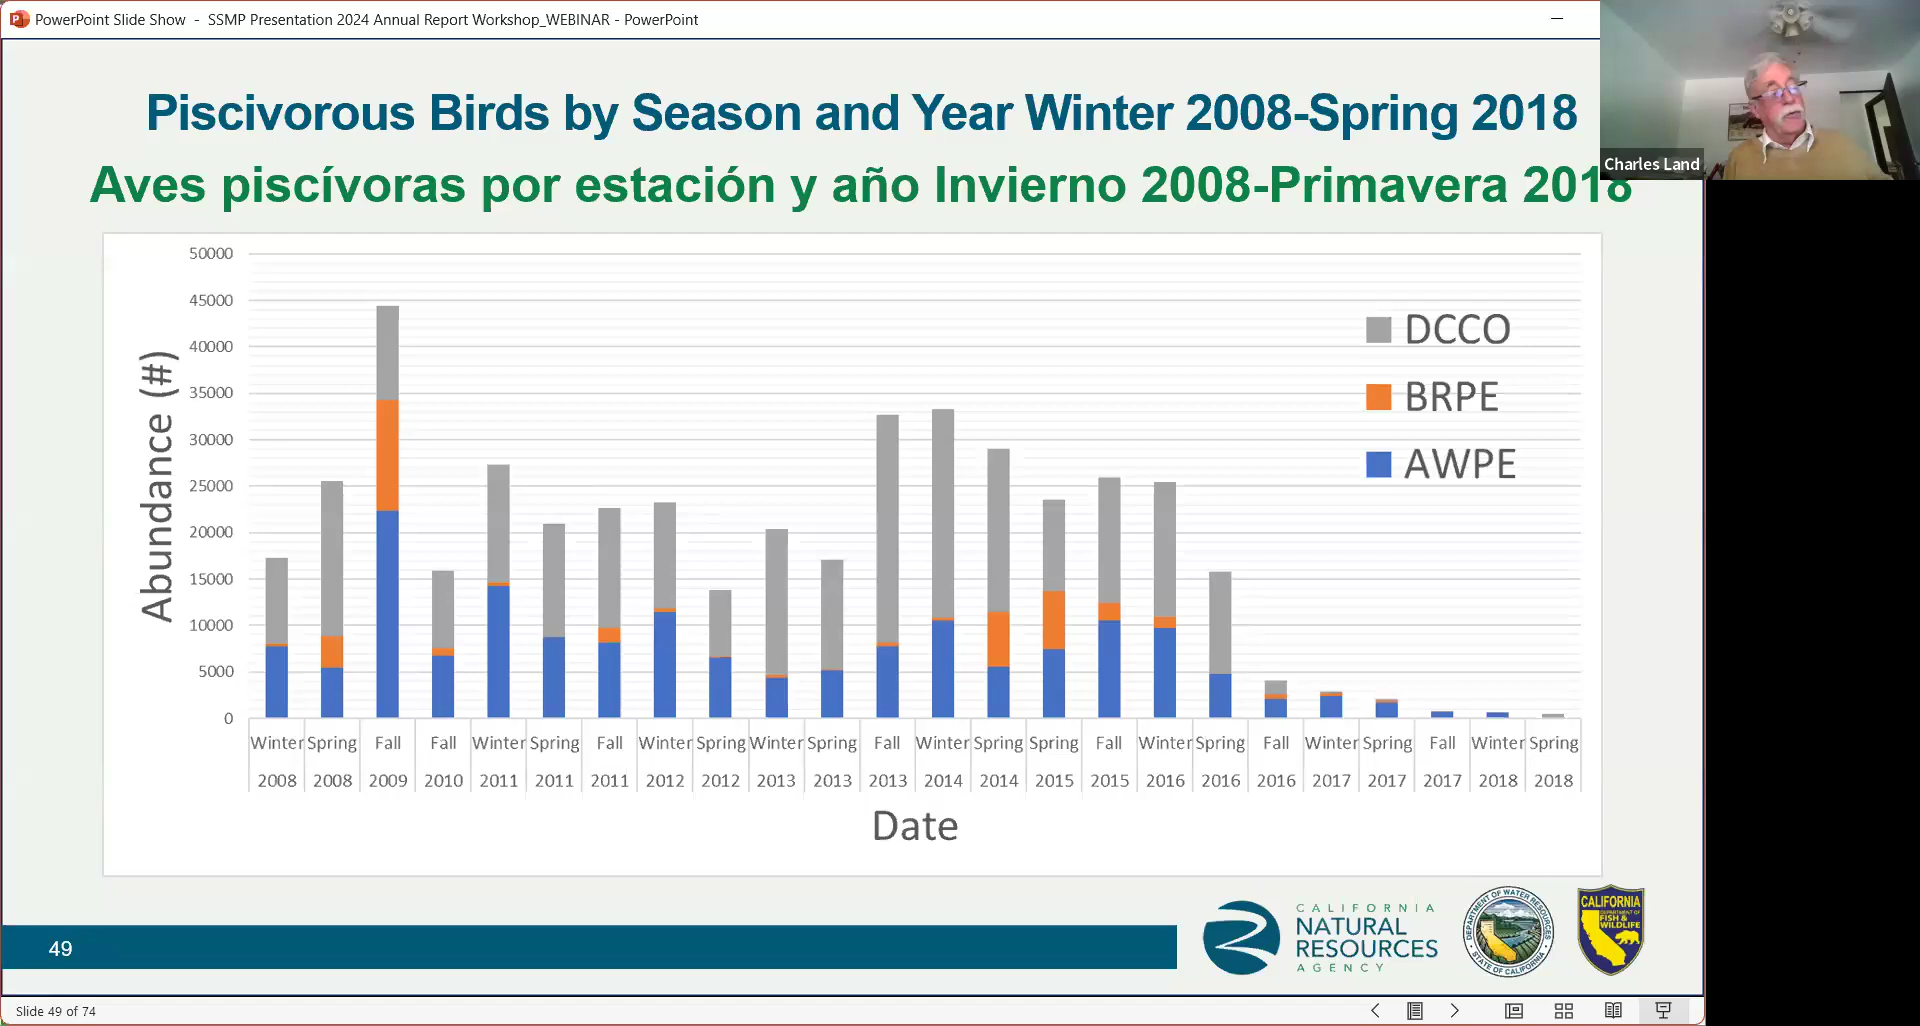 PowerPoint Slide Show - SSMP Presentation 2024 Annual Report Workshop_WEBINAR - PowerPoint
Charles Land
Piscivorous Birds by Season and Year Winter 2008-Spring 2018
Aves piscívoras por estación y año Invierno 2008-Primavera 2018
Abundance (#)
50000
45000
40000
35000
30000
25000
20000
15000
10000
5000
0
DCCO
BRPE
AWPE
Winter Spring Fall Fall Winter Spring Fall Winter Spring Winter Spring Fall Winter Spring Spring Fall Winter Spring Fall Winter Spring Fall Winter Spring
2008 2008 2009 2010 2011 2011 2011 2012 2012 2013 2013 2013 2014 2014 2015 2015 2016 2016 2016 2017 2017 2017 2018 2018
Date
49
CALIFORNIA
NATURAL
RESOURCES
AGENCY
DEPARTMENT OF WATER RESOURCES
STATE OF CALIFORNIA
CALIFORNIA
DEPARTMENT OF
FISH &
WILDLIFE
Slide 49 of 74